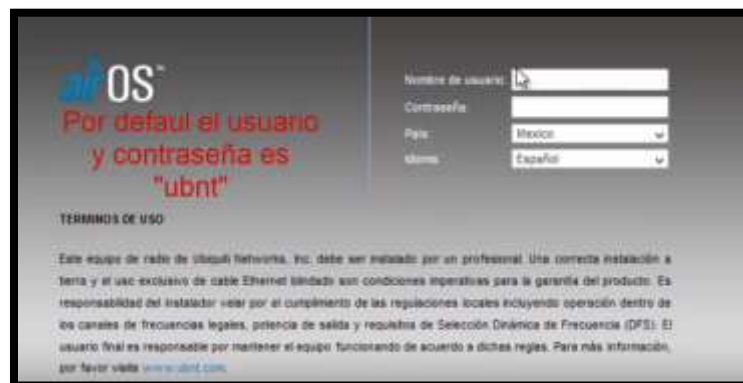 airOS™
Por defaul el usuario
y contraseña es
"ubnt"
Nombre de usuario:
Contraseña:
País: Mexico
Idioma: Español
TERMINOS DE USO
Este equipo de radio de Ubiquiti Networks, Inc. debe ser instalado por un profesional. Una correcta instalación a
tierra y el uso exclusivo de cable Ethernet blindado son condiciones imperativas para la garantía del producto. Es
responsabilidad del instalador velar por el cumplimento de las regulaciones locales incluyendo operación dentro de
los canales de frecuencias legales, potencia de salida y requisitos de Selección Dinámica de Frecuencia (DFS). El
usuario final es responsable por mantener el equipo funcionando de acuerdo a dichas reglas. Para más información,
por favor visite www.ubnt.com.